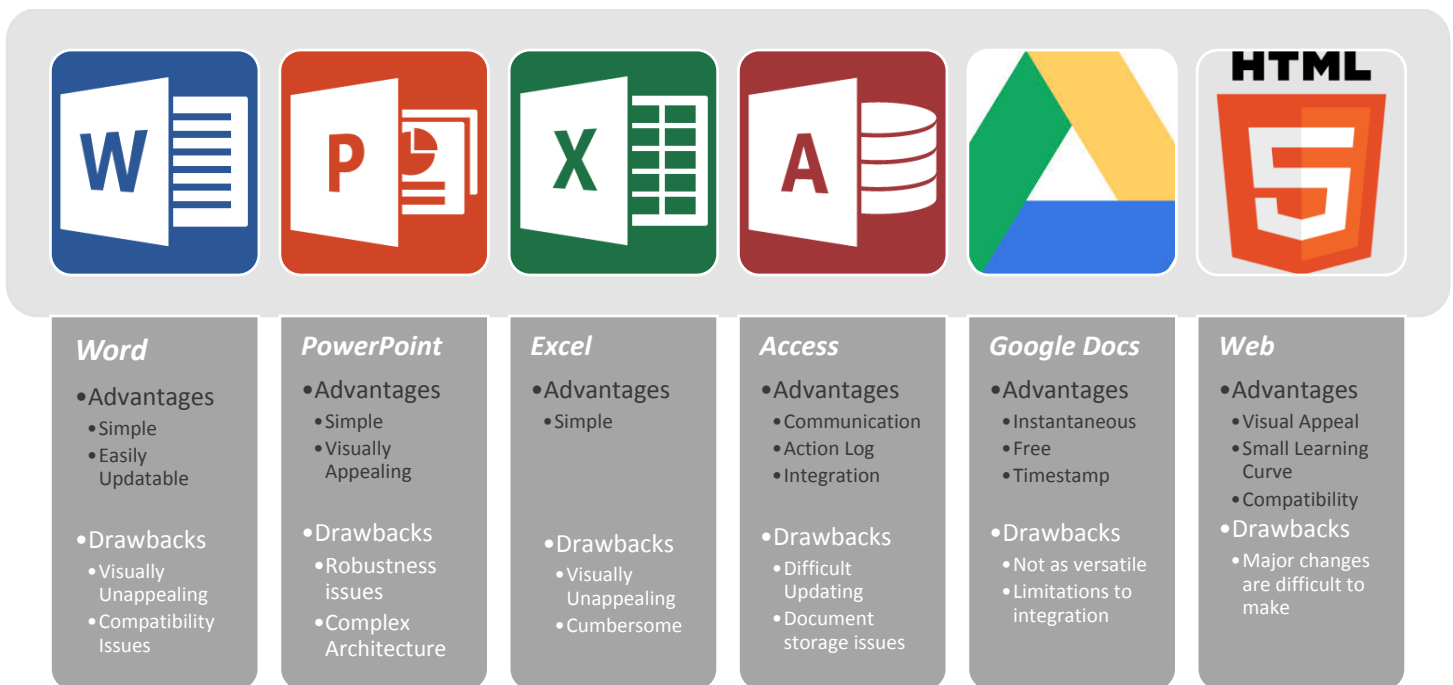 W
P
X
A
HTML
5
Word
•Advantages
•Simple
•Easily
Updatable
•Drawbacks
•Visually
Unappealing
•Compatibility
Issues
PowerPoint
•Advantages
•Simple
•Visually
Appealing
•Drawbacks
•Robustness
issues
•Complex
Architecture
Excel
•Advantages
•Simple
•Drawbacks
•Visually
Unappealing
•Cumbersome
Access
•Advantages
•Communication
•Action Log
•Integration
•Drawbacks
•Difficult
Updating
•Document
storage issues
Google Docs
•Advantages
•Instantaneous
•Free
•Timestamp
•Drawbacks
•Not as versatile
•Limitations to
integration
Web
•Advantages
•Visual Appeal
•Small Learning
Curve
•Compatibility
•Drawbacks
•Major changes
are difficult to
make